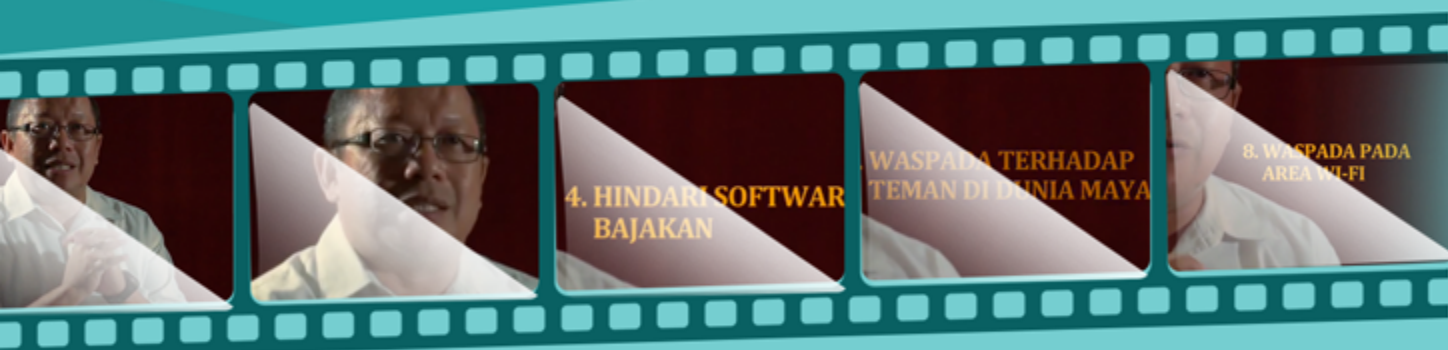 4. HINDARI SOFTWAR
BAJAKAN
. WASPADA TERHADAP
TEMAN DI DUNIA MAYA
8. WASPADA PADA
AREA WI-FI